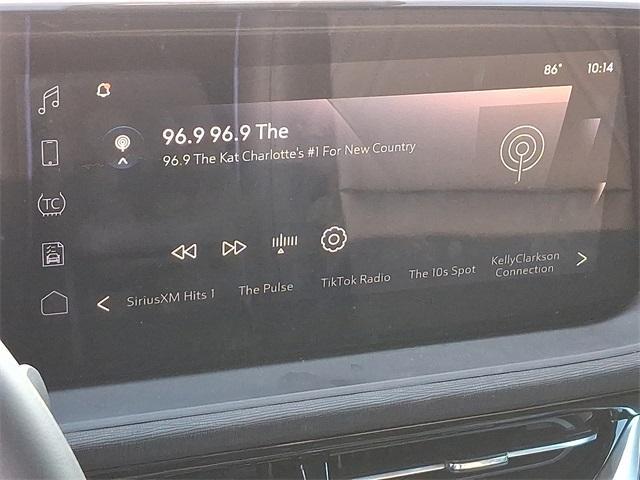 86° 10:14
96.9 96.9 The
96.9 The Kat Charlotte's #1 For New Country
TC
SiriusXM Hits 1
The Pulse
TikTok Radio
The 10s Spot
KellyClarkson
Connection